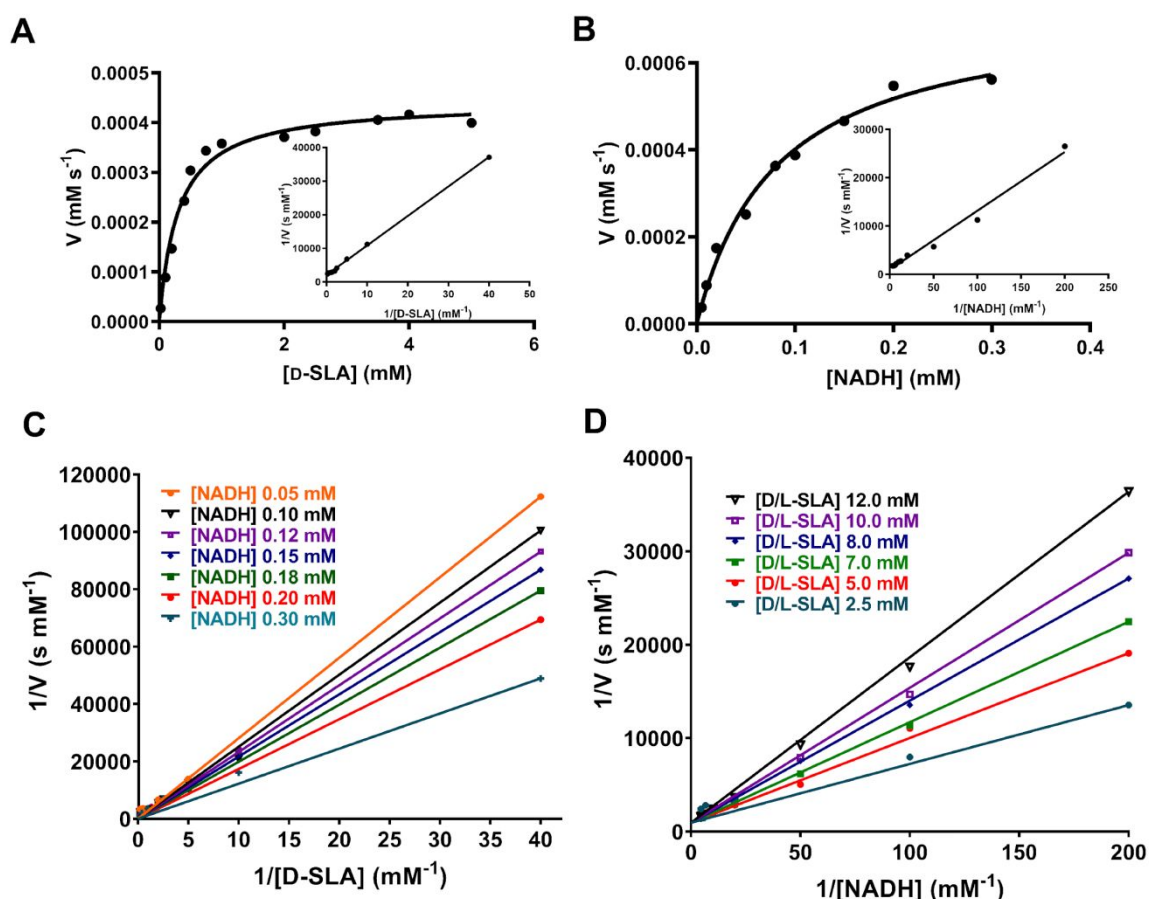 A
0.0005
0.0004
0.0003
0.0002
0.0001
0.0000
V (mM s-1)
0
2
4
6
[D-SLA] (mM)
40000
30000
20000
10000
0
1/V (s mM-1)
0
10
20
30
40
50
1/[D-SLA] (mM-1)
B
0.0006
0.0004
0.0002
0.0000
V (mM s-1)
0.0
0.1
0.2
0.3
0.4
[NADH] (mM)
30000
20000
10000
0
1/V (s mM-1)
0
50
100
150
200
250
1/[NADH] (mM-1)
C
120000
100000
80000
60000
40000
20000
0
1/V (s mM-1)
[NADH] 0.05 mM
[NADH] 0.10 mM
[NADH] 0.12 mM
[NADH] 0.15 mM
[NADH] 0.18 mM
[NADH] 0.20 mM
[NADH] 0.30 mM
0
5
10
15
20
25
30
35
40
1/[D-SLA] (mM-1)
D
40000
30000
20000
10000
0
1/V (s mM-1)
[D/L-SLA] 12.0 mM
[D/L-SLA] 10.0 mM
[D/L-SLA] 8.0 mM
[D/L-SLA] 7.0 mM
[D/L-SLA] 5.0 mM
[D/L-SLA] 2.5 mM
0
50
100
150
200
1/[NADH] (mM-1)